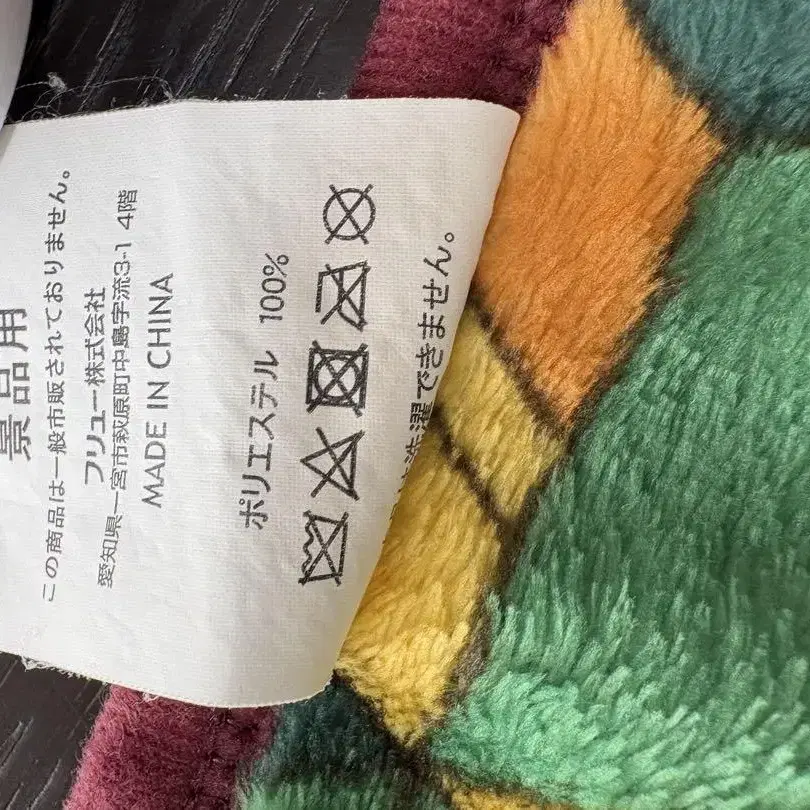 景品用
この商品は一般市販されておりません。
フリュー株式会社
愛知県一宮市萩原町中島字流3-1 4階
MADE IN CHINA
ポリエステル 100%
洗濯できません。